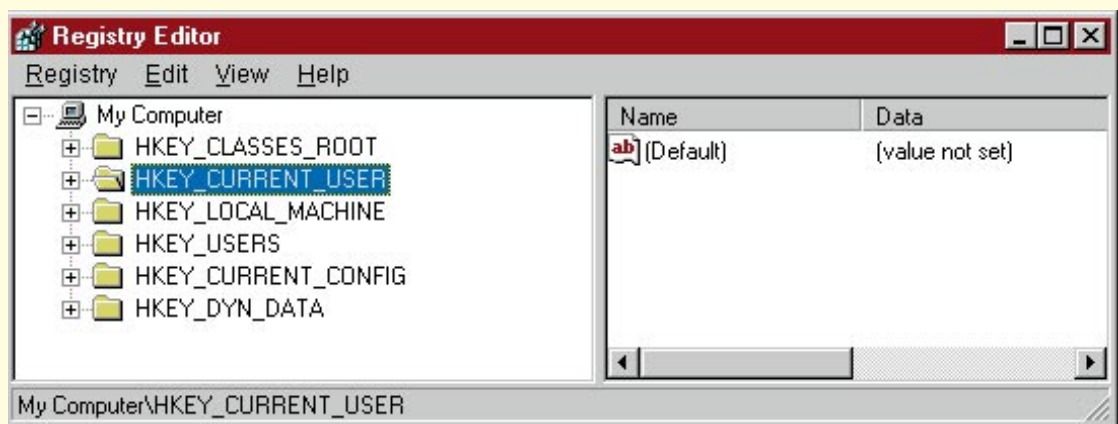 Registry Editor
Registry Edit View Help
My Computer
HKEY_CLASSES_ROOT
HKEY_CURRENT_USER
HKEY_LOCAL_MACHINE
HKEY_USERS
HKEY_CURRENT_CONFIG
HKEY_DYN_DATA
Name Data
ab (Default) (value not set)
My Computer\HKEY_CURRENT_USER